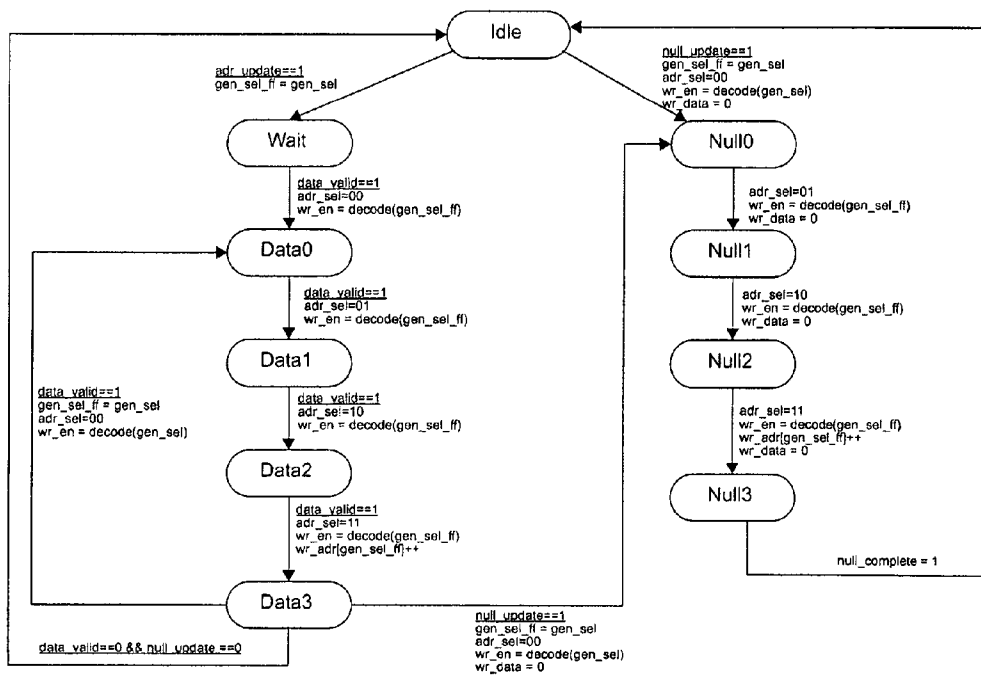 Idle
adr_update==1
gen_sel_ff = gen_sel
null_update==1
gen_sel_ff = gen_sel
adr_sel=00
wr_en = decode(gen_sel)
wr_data = 0
Wait
Null0
data_valid==1
adr_sel=00
wr_en = decode(gen_sel_ff)
adr_sel=01
wr_en = decode(gen_sel_ff)
wr_data = 0
Data0
Null1
data_valid==1
adr_sel=01
wr_en = decode(gen_sel_ff)
adr_sel=10
wr_en = decode(gen_sel_ff)
wr_data = 0
Data1
Null2
data_valid==1
gen_sel_ff = gen_sel
adr_sel=00
wr_en = decode(gen_sel)
data_valid==1
adr_sel=10
wr_en = decode(gen_sel_ff)
adr_sel=11
wr_en = decode(gen_sel_ff)
wr_adr[gen_sel_ff]++
wr_data = 0
Data2
Null3
data_valid==1
adr_sel=11
wr_en = decode(gen_sel_ff)
wr_adr[gen_sel_ff]++
null_complete = 1
Data3
null_update==1
gen_sel_ff = gen_sel
adr_sel=00
wr_en = decode(gen_sel)
wr_data = 0
data_valid==0 && null_update ==0